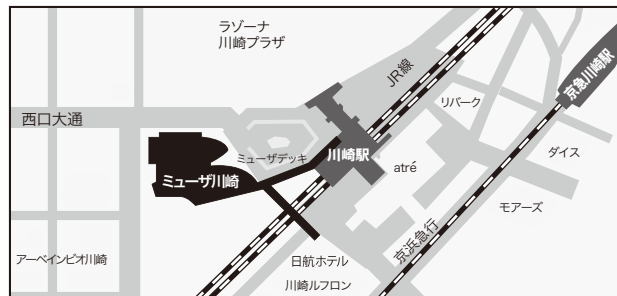 ラゾーナ
川崎プラザ
JR線
京急川崎駅
リバーク
西口大通
ミューザデッキ
川崎駅
ダイス
atré
ミューザ川崎
モアーズ
京浜急行
アーベインビオ川崎
日航ホテル
川崎ルフロン